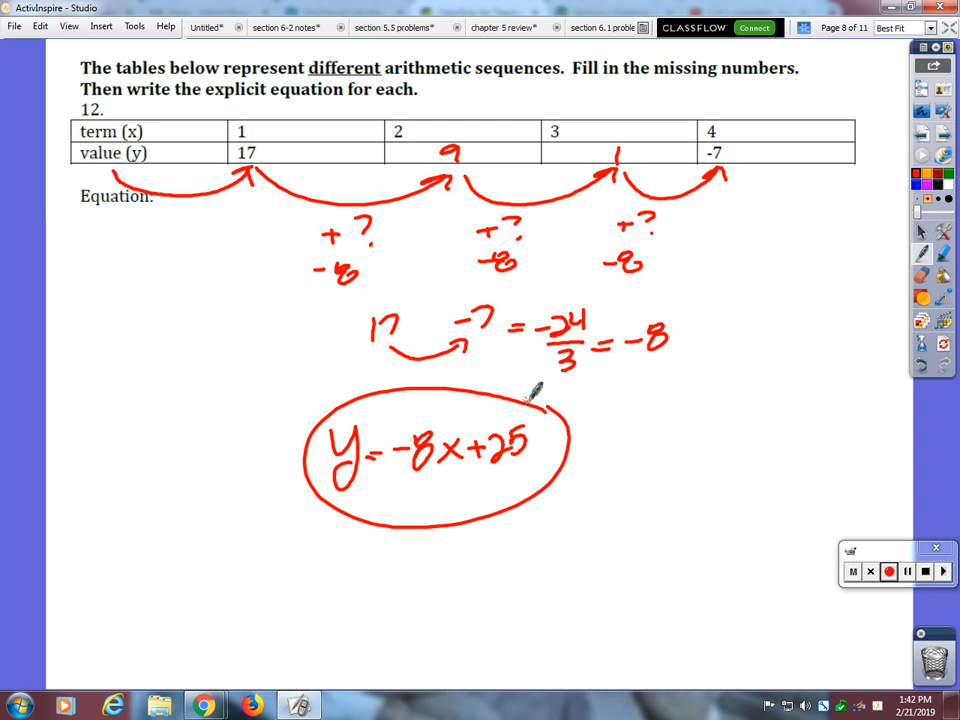 ActivInspire - Studio
File Edit View Insert Tools Help
Untitled* section 6-2 notes* section 5.5 problems* chapter 5 review* section 6.1 proble CLASSFLOW Connect Page 8 of 11 Best Fit
The tables below represent different arithmetic sequences. Fill in the missing numbers.
Then write the explicit equation for each.
12.
term (x) 1 2 3 4
value (y) 17 9 1 -7
Equation:
+? +? +?
-8 -8 -8
17 -7 = -24/3 = -8
y = -8x+25
M
1:42 PM
2/21/2019